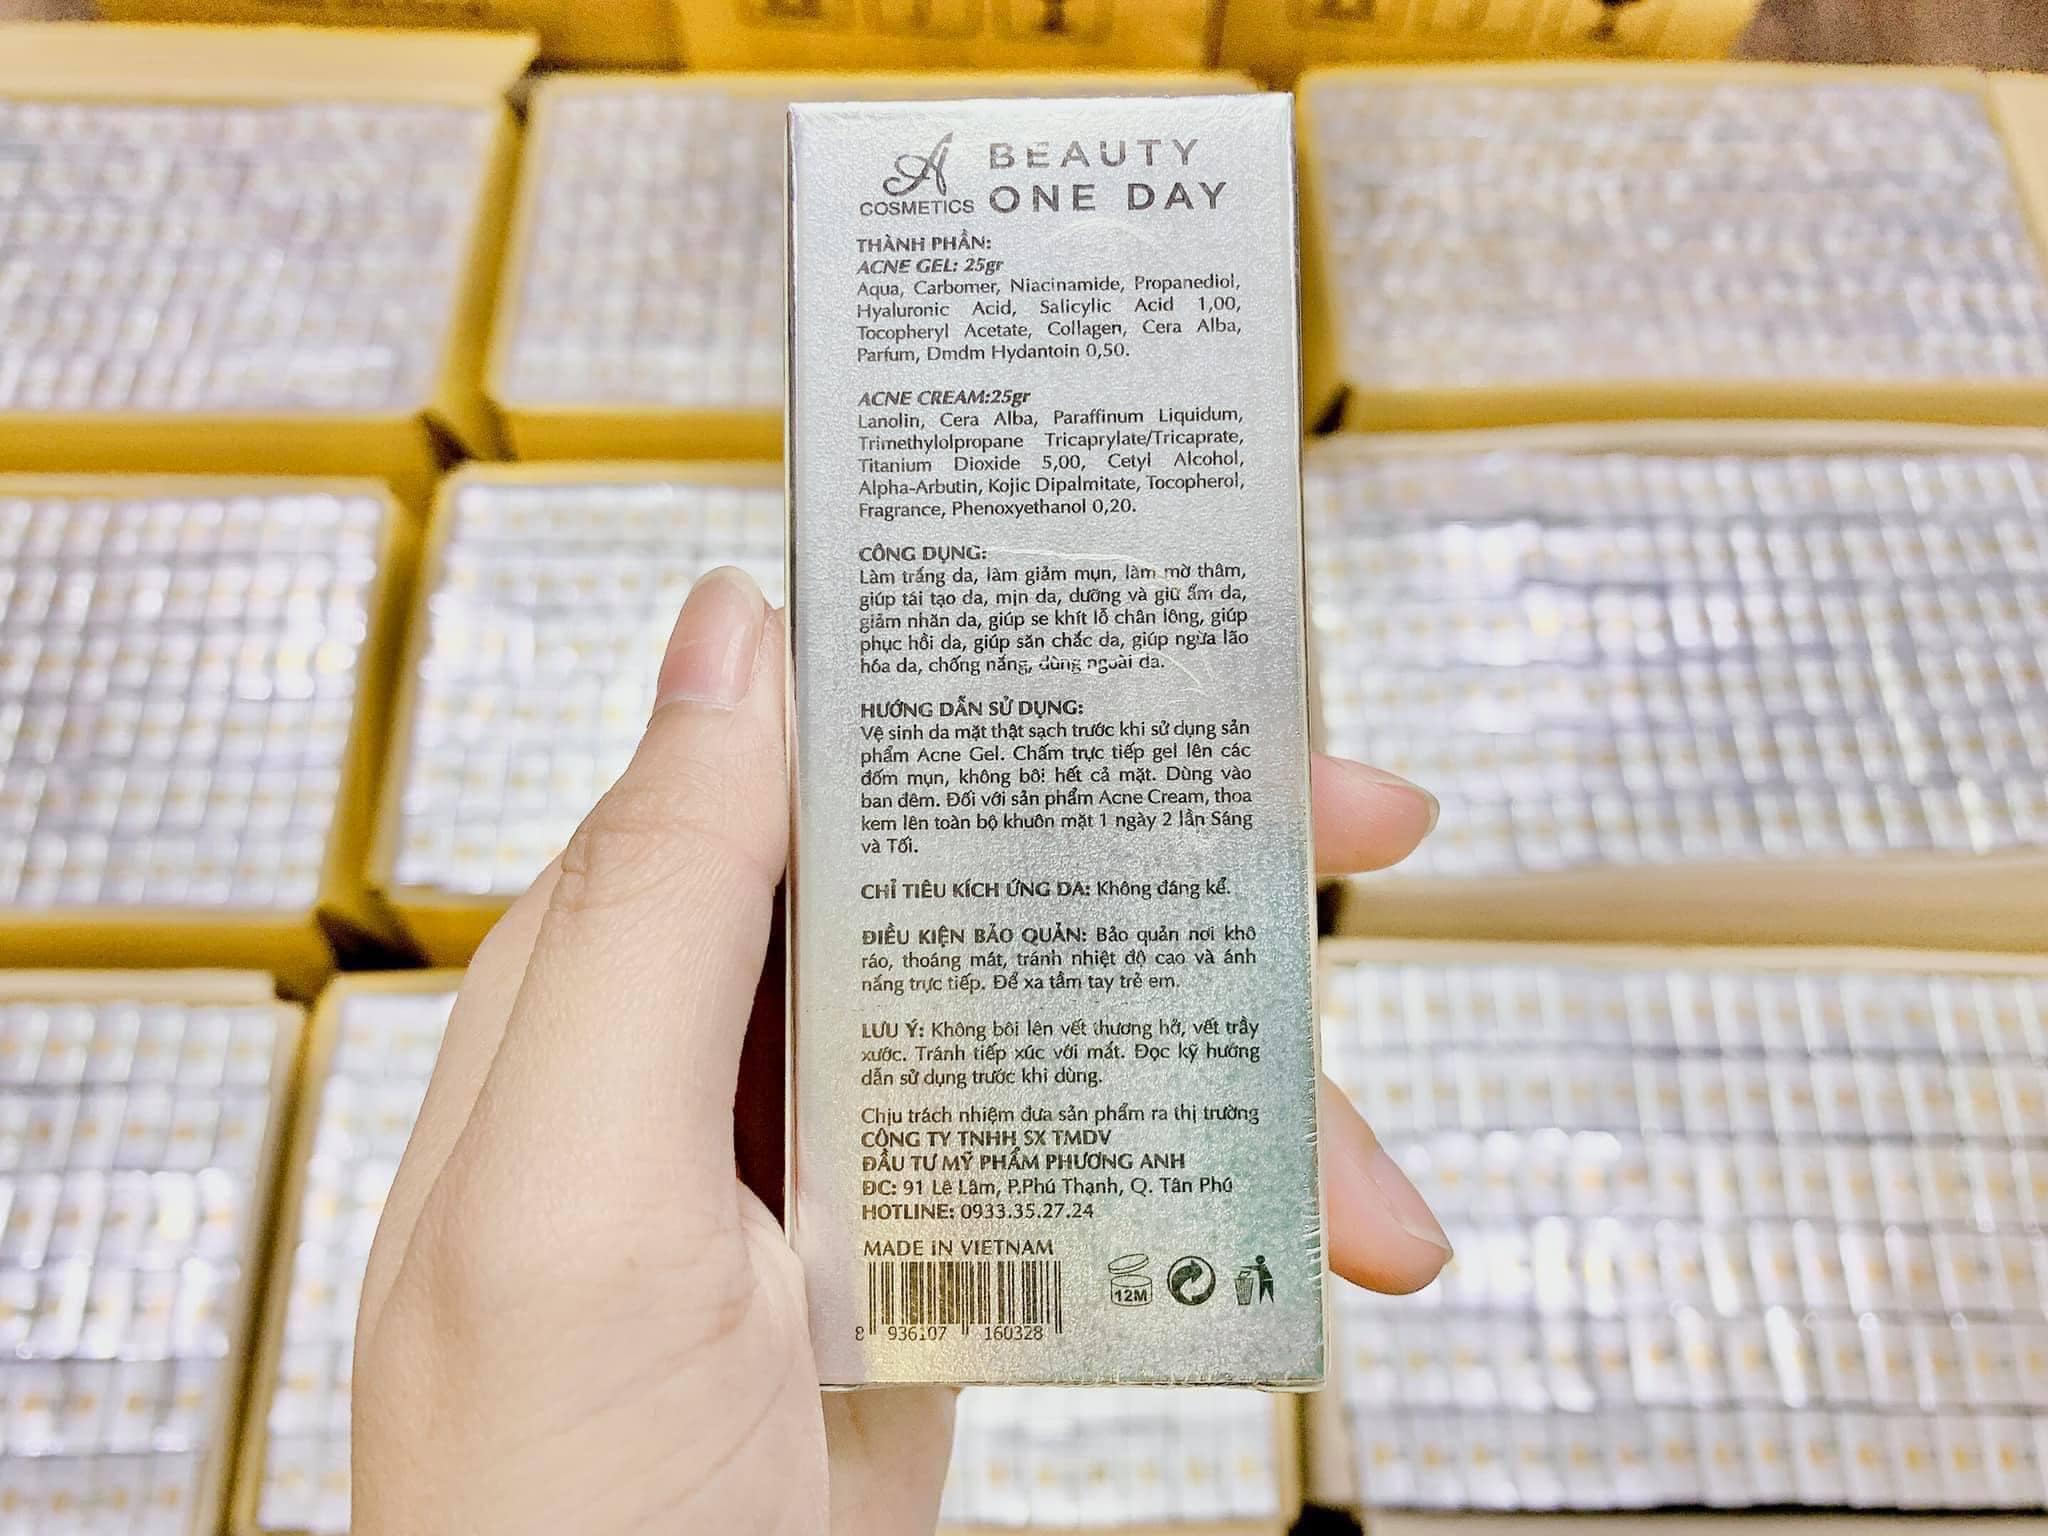 A BEAUTY
COSMETICS ONE DAY
THÀNH PHẦN:
ACNE GEL: 25gr
Aqua, Carbomer, Niacinamide, Propanediol,
Hyaluronic Acid, Salicylic Acid 1,00,
Tocopheryl Acetate, Collagen, Cera Alba,
Parfum, Dmdm Hydantoin 0,50.
ACNE CREAM:25gr
Lanolin, Cera Alba, Paraffinum Liquidum,
Trimethylolpropane Tricaprylate/Tricaprate,
Titanium Dioxide 5,00, Cetyl Alcohol,
Alpha-Arbutin, Kojic Dipalmitate, Tocopherol,
Fragrance, Phenoxyethanol 0,20.
CÔNG DỤNG:
Làm trắng da, làm giảm mụn, làm mờ thâm,
giúp tái tạo da, mịn da, dưỡng và giữ ẩm da,
giảm nhăn da, giúp se khít lỗ chân lông, giúp
phục hồi da, giúp săn chắc da, giúp ngừa lão
hóa da, chống nắng, dùng ngoài da.
HƯỚNG DẪN SỬ DỤNG:
Vệ sinh da mặt thật sạch trước khi sử dụng sản
phẩm Acne Gel. Chấm trực tiếp gel lên các
đốm mụn, không bôi hết cả mặt. Dùng vào
ban đêm. Đối với sản phẩm Acne Cream, thoa
kem lên toàn bộ khuôn mặt 1 ngày 2 lần Sáng
và Tối.
CHỈ TIÊU KÍCH ỨNG DA: Không đáng kể.
ĐIỀU KIỆN BẢO QUẢN: Bảo quản nơi khô
ráo, thoáng mát, tránh nhiệt độ cao và ánh
nắng trực tiếp. Để xa tầm tay trẻ em.
LƯU Ý: Không bôi lên vết thương hở, vết trầy
xước. Tránh tiếp xúc với mắt. Đọc kỹ hướng
dẫn sử dụng trước khi dùng.
Chịu trách nhiệm đưa sản phẩm ra thị trường
CÔNG TY TNHH SX TMDV
ĐẦU TƯ MỸ PHẨM PHƯƠNG ANH
ĐC: 91 Lê Lâm, P.Phú Thạnh, Q. Tân Phú
HOTLINE: 0933.35.27.24
MADE IN VIETNAM
12M
8 936107 160328